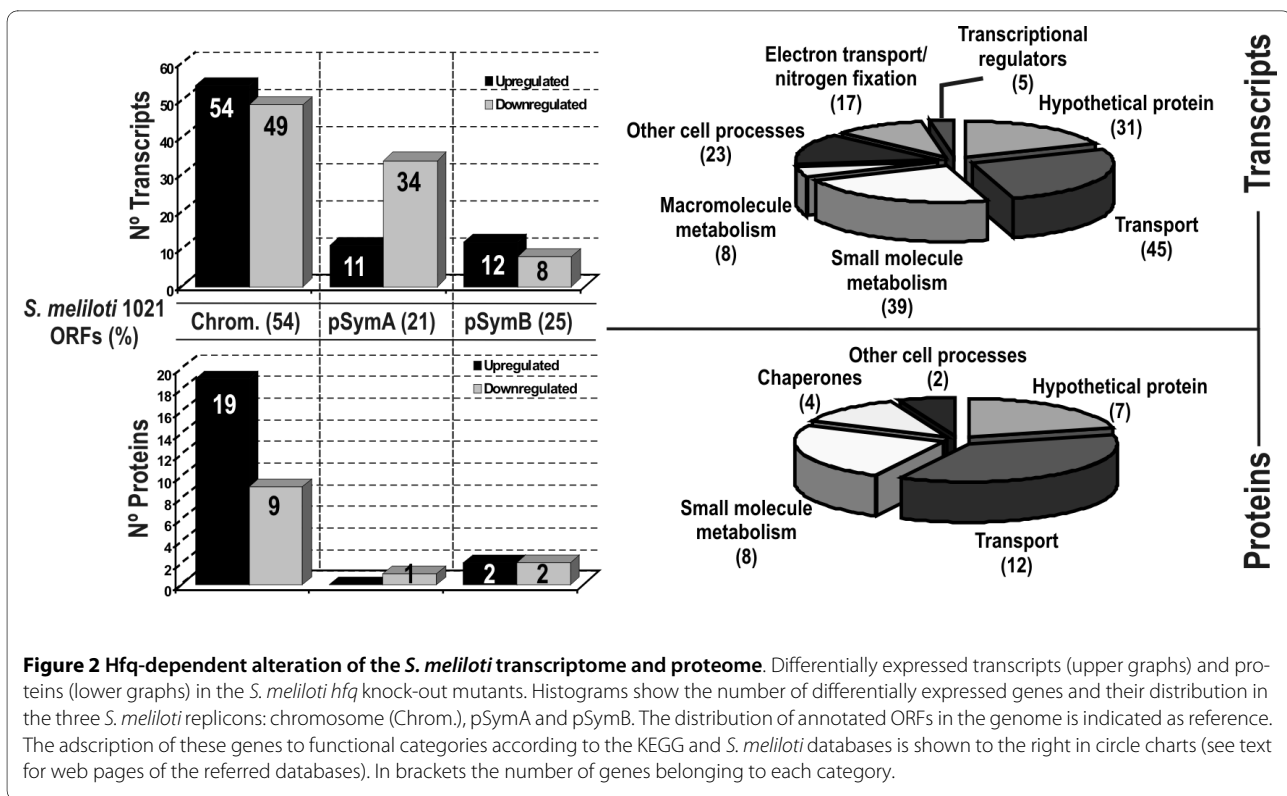 60
50
40
30
20
10
0
Nº Transcripts
Upregulated
Downregulated
54
49
11
34
12
8
S. meliloti 1021
ORFs (%)
Chrom. (54)
pSymA (21)
pSymB (25)
20
18
16
14
12
10
8
6
4
2
0
Nº Proteins
Upregulated
Downregulated
19
9
1
2
2
Electron transport/
nitrogen fixation
(17)
Transcriptional
regulators
(5)
Hypothetical protein
(31)
Other cell processes
(23)
Macromolecule
metabolism
(8)
Small molecule
metabolism
(39)
Transport
(45)
Transcripts
Other cell processes
(2)
Chaperones
(4)
Hypothetical protein
(7)
Small molecule
metabolism
(8)
Transport
(12)
Proteins
Figure 2 Hfq-dependent alteration of the S. meliloti transcriptome and proteome. Differentially expressed transcripts (upper graphs) and pro-
teins (lower graphs) in the S. meliloti hfq knock-out mutants. Histograms show the number of differentially expressed genes and their distribution in
the three S. meliloti replicons: chromosome (Chrom.), pSymA and pSymB. The distribution of annotated ORFs in the genome is indicated as reference.
The adscription of these genes to functional categories according to the KEGG and S. meliloti databases is shown to the right in circle charts (see text
for web pages of the referred databases). In brackets the number of genes belonging to each category.